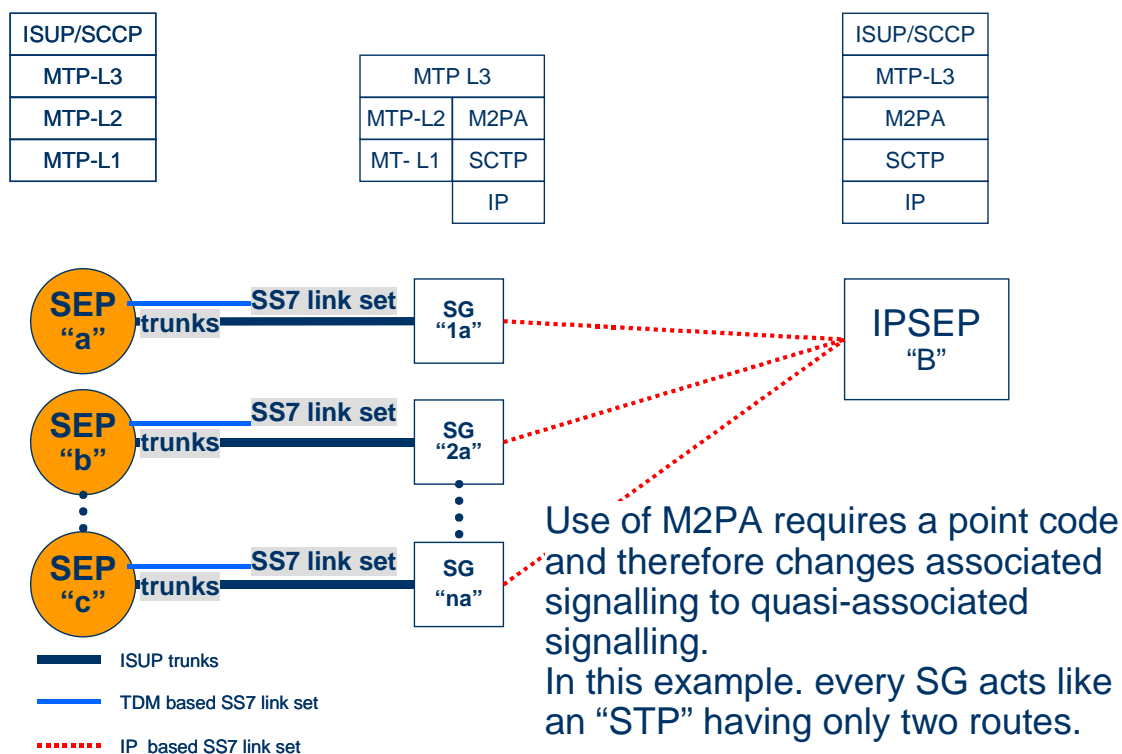 ISUP/SCCP
MTP-L3
MTP-L2
MTP-L1
MTP L3
MTP-L2 M2PA
MT- L1 SCTP
IP
ISUP/SCCP
MTP-L3
M2PA
SCTP
IP
SEP
“a”
SS7 link set
trunks
SG
“1a”
IPSEP
“B”
SEP
“b”
SS7 link set
trunks
SG
“2a”
SEP
“c”
SS7 link set
trunks
SG
“na”
Use of M2PA requires a point code
and therefore changes associated
signalling to quasi-associated
signalling.
In this example. every SG acts like
an “STP” having only two routes.
ISUP trunks
TDM based SS7 link set
IP based SS7 link set